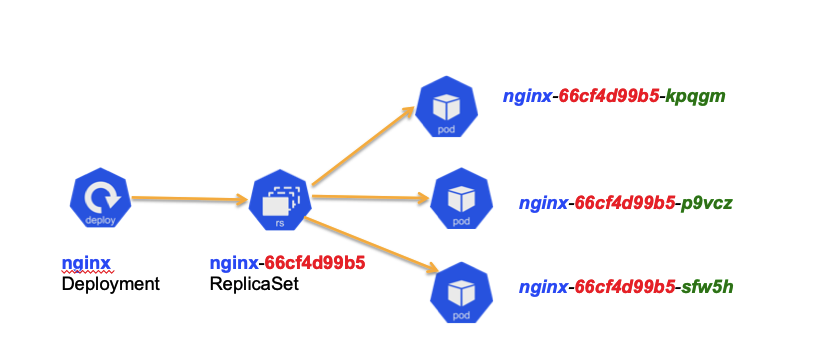 pod
nginx-66cf4d99b5-kpqgm
deploy
rs
pod
nginx-66cf4d99b5-p9vcz
nginx
Deployment
nginx-66cf4d99b5
ReplicaSet
pod
nginx-66cf4d99b5-sfw5h